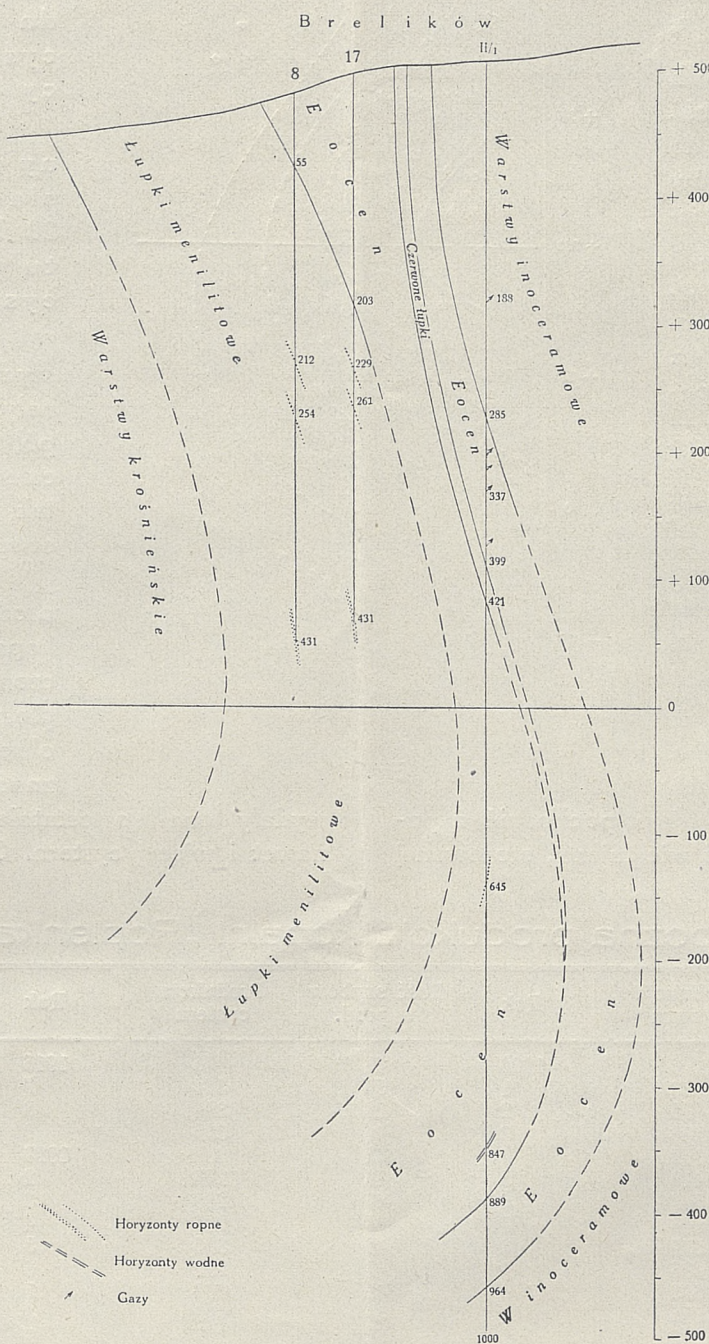 Brelików
8
17
II/1
+ 500
+ 400
+ 300
+ 200
+ 100
0
— 100
— 200
— 300
— 400
— 500
Warstwy krośnieńskie
Łupki menilitowe
Eocen
Czerwone łupki
Eocen
Warstwy inoceramowe
55
212
254
431
203
229
261
431
188
285
337
399
421
645
847
889
964
1000
Łupki menilitowe
Eocen
Eocen
W inoceramowe
Horyzonty ropne
Horyzonty wodne
Gazy